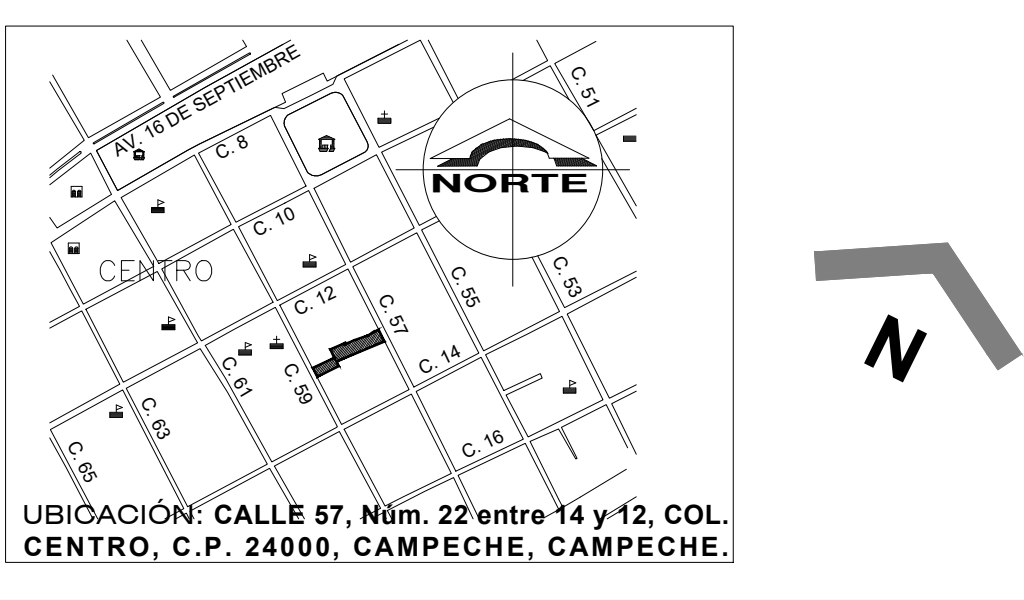 AV. 16 DE SEPTIEMBRE
C. 8
C. 51
NORTE
C. 10
CENTRO
C. 53
C. 55
C. 12
C. 57
C. 14
C. 61
C. 59
C. 63
C. 16
C. 65
N
UBICACIÓN: CALLE 57, Núm. 22 entre 14 y 12, COL.
CENTRO, C.P. 24000, CAMPECHE, CAMPECHE.